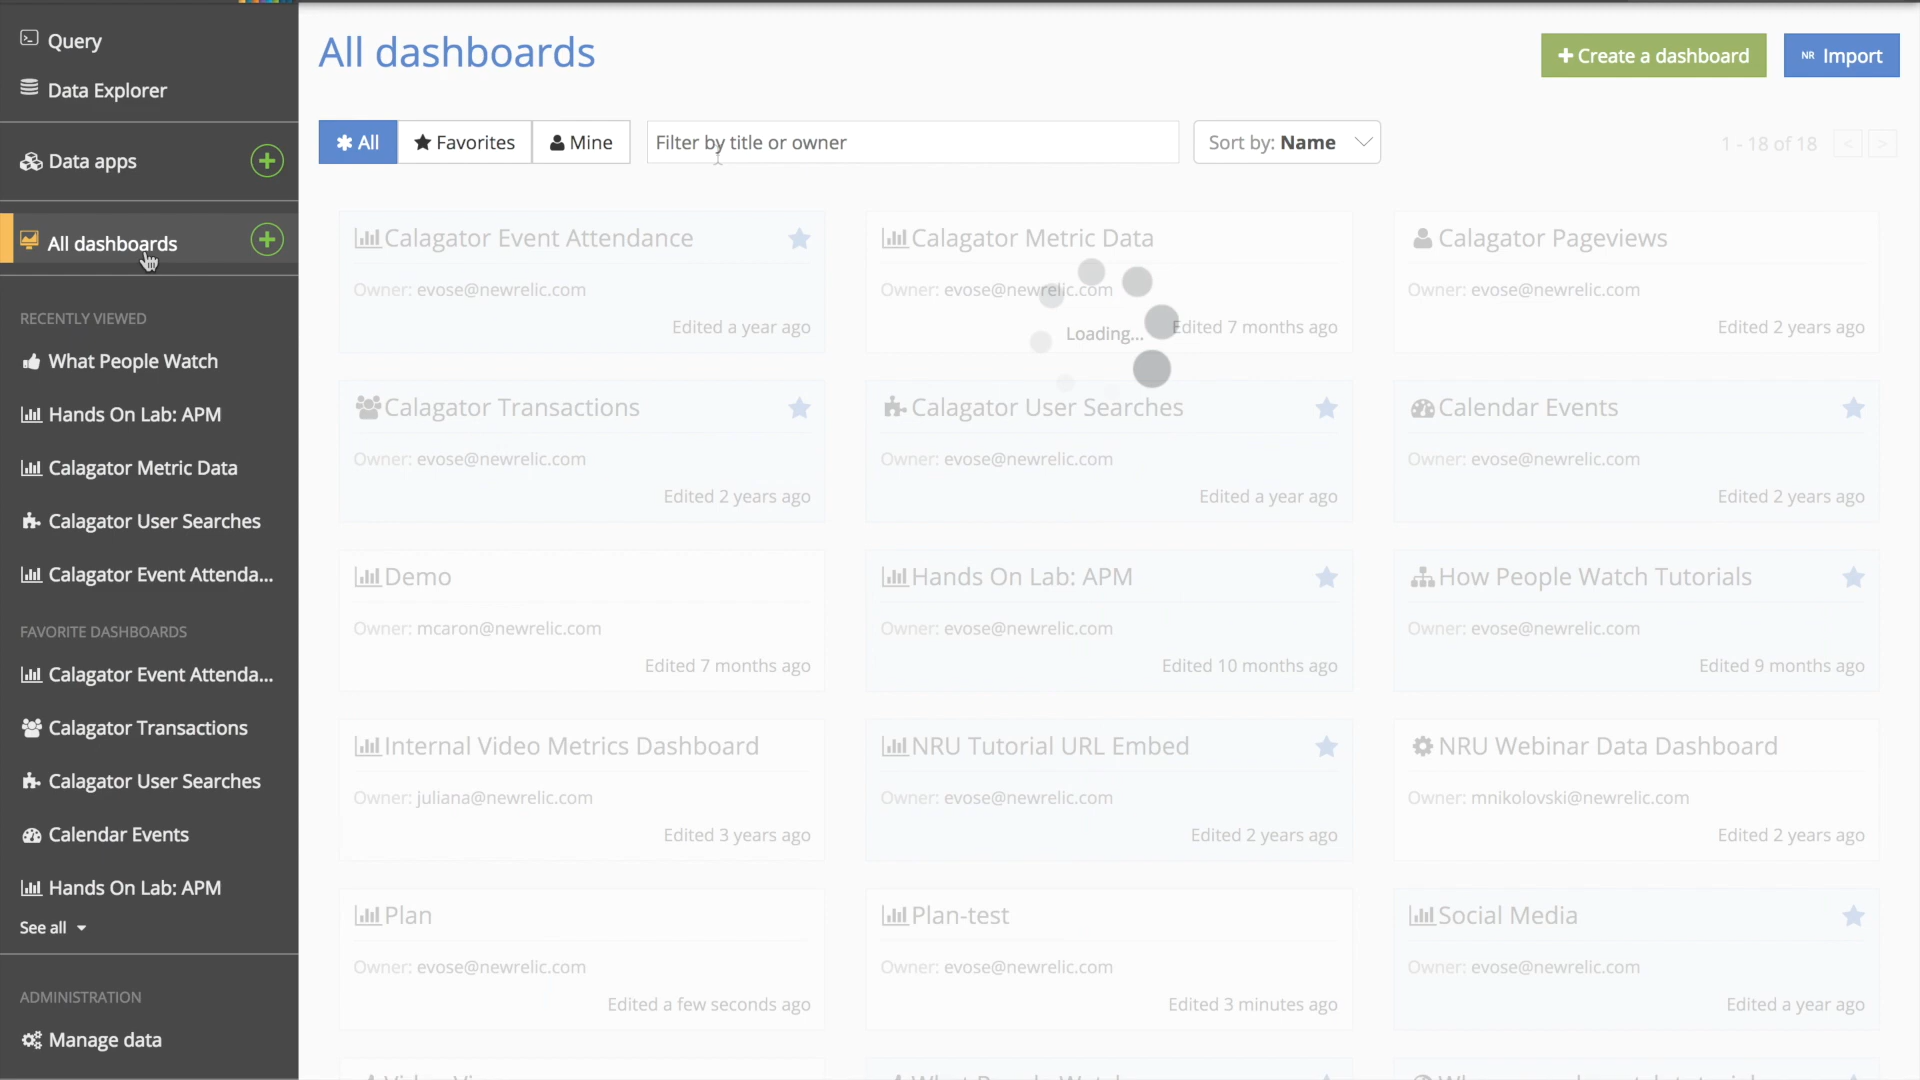 Query
Data Explorer
Data apps
All dashboards
RECENTLY VIEWED
What People Watch
Hands On Lab: APM
Calagator Metric Data
Calagator User Searches
Calagator Event Attenda...
FAVORITE DASHBOARDS
Calagator Event Attenda...
Calagator Transactions
Calagator User Searches
Calendar Events
Hands On Lab: APM
See all
ADMINISTRATION
Manage data
All dashboards
Create a dashboard
NR Import
All
Favorites
Mine
Filter by title or owner
Sort by: Name
1 - 18 of 18
< >
Calagator Event Attendance
Owner: evose@newrelic.com
Edited a year ago
Calagator Metric Data
Owner: evose@newrelic.com
Edited 7 months ago
Loading...
Calagator Pageviews
Owner: evose@newrelic.com
Edited 2 years ago
Calagator Transactions
Owner: evose@newrelic.com
Edited 2 years ago
Calagator User Searches
Owner: evose@newrelic.com
Edited a year ago
Calendar Events
Owner: evose@newrelic.com
Edited 2 years ago
Demo
Owner: mcaron@newrelic.com
Edited 7 months ago
Hands On Lab: APM
Owner: evose@newrelic.com
Edited 10 months ago
How People Watch Tutorials
Owner: evose@newrelic.com
Edited 9 months ago
Internal Video Metrics Dashboard
Owner: juliana@newrelic.com
Edited 3 years ago
NRU Tutorial URL Embed
Owner: evose@newrelic.com
Edited 2 years ago
NRU Webinar Data Dashboard
Owner: mnikolovski@newrelic.com
Edited 2 years ago
Plan
Owner: evose@newrelic.com
Edited a few seconds ago
Plan-test
Owner: evose@newrelic.com
Edited 3 minutes ago
Social Media
Owner: evose@newrelic.com
Edited a year ago